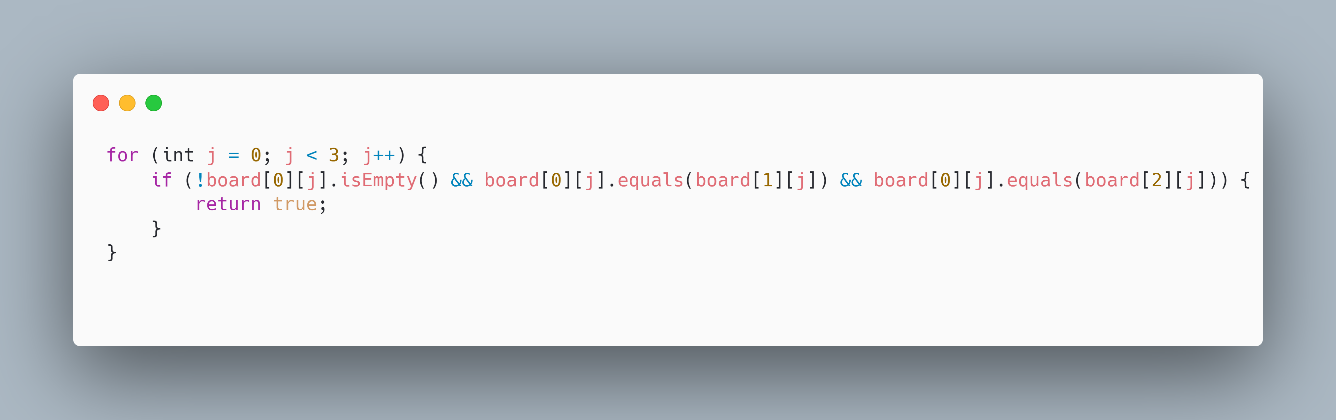 for (int j = 0; j < 3; j++) {
    if (!board[0][j].isEmpty() && board[0][j].equals(board[1][j]) && board[0][j].equals(board[2][j])) {
        return true;
    }
}